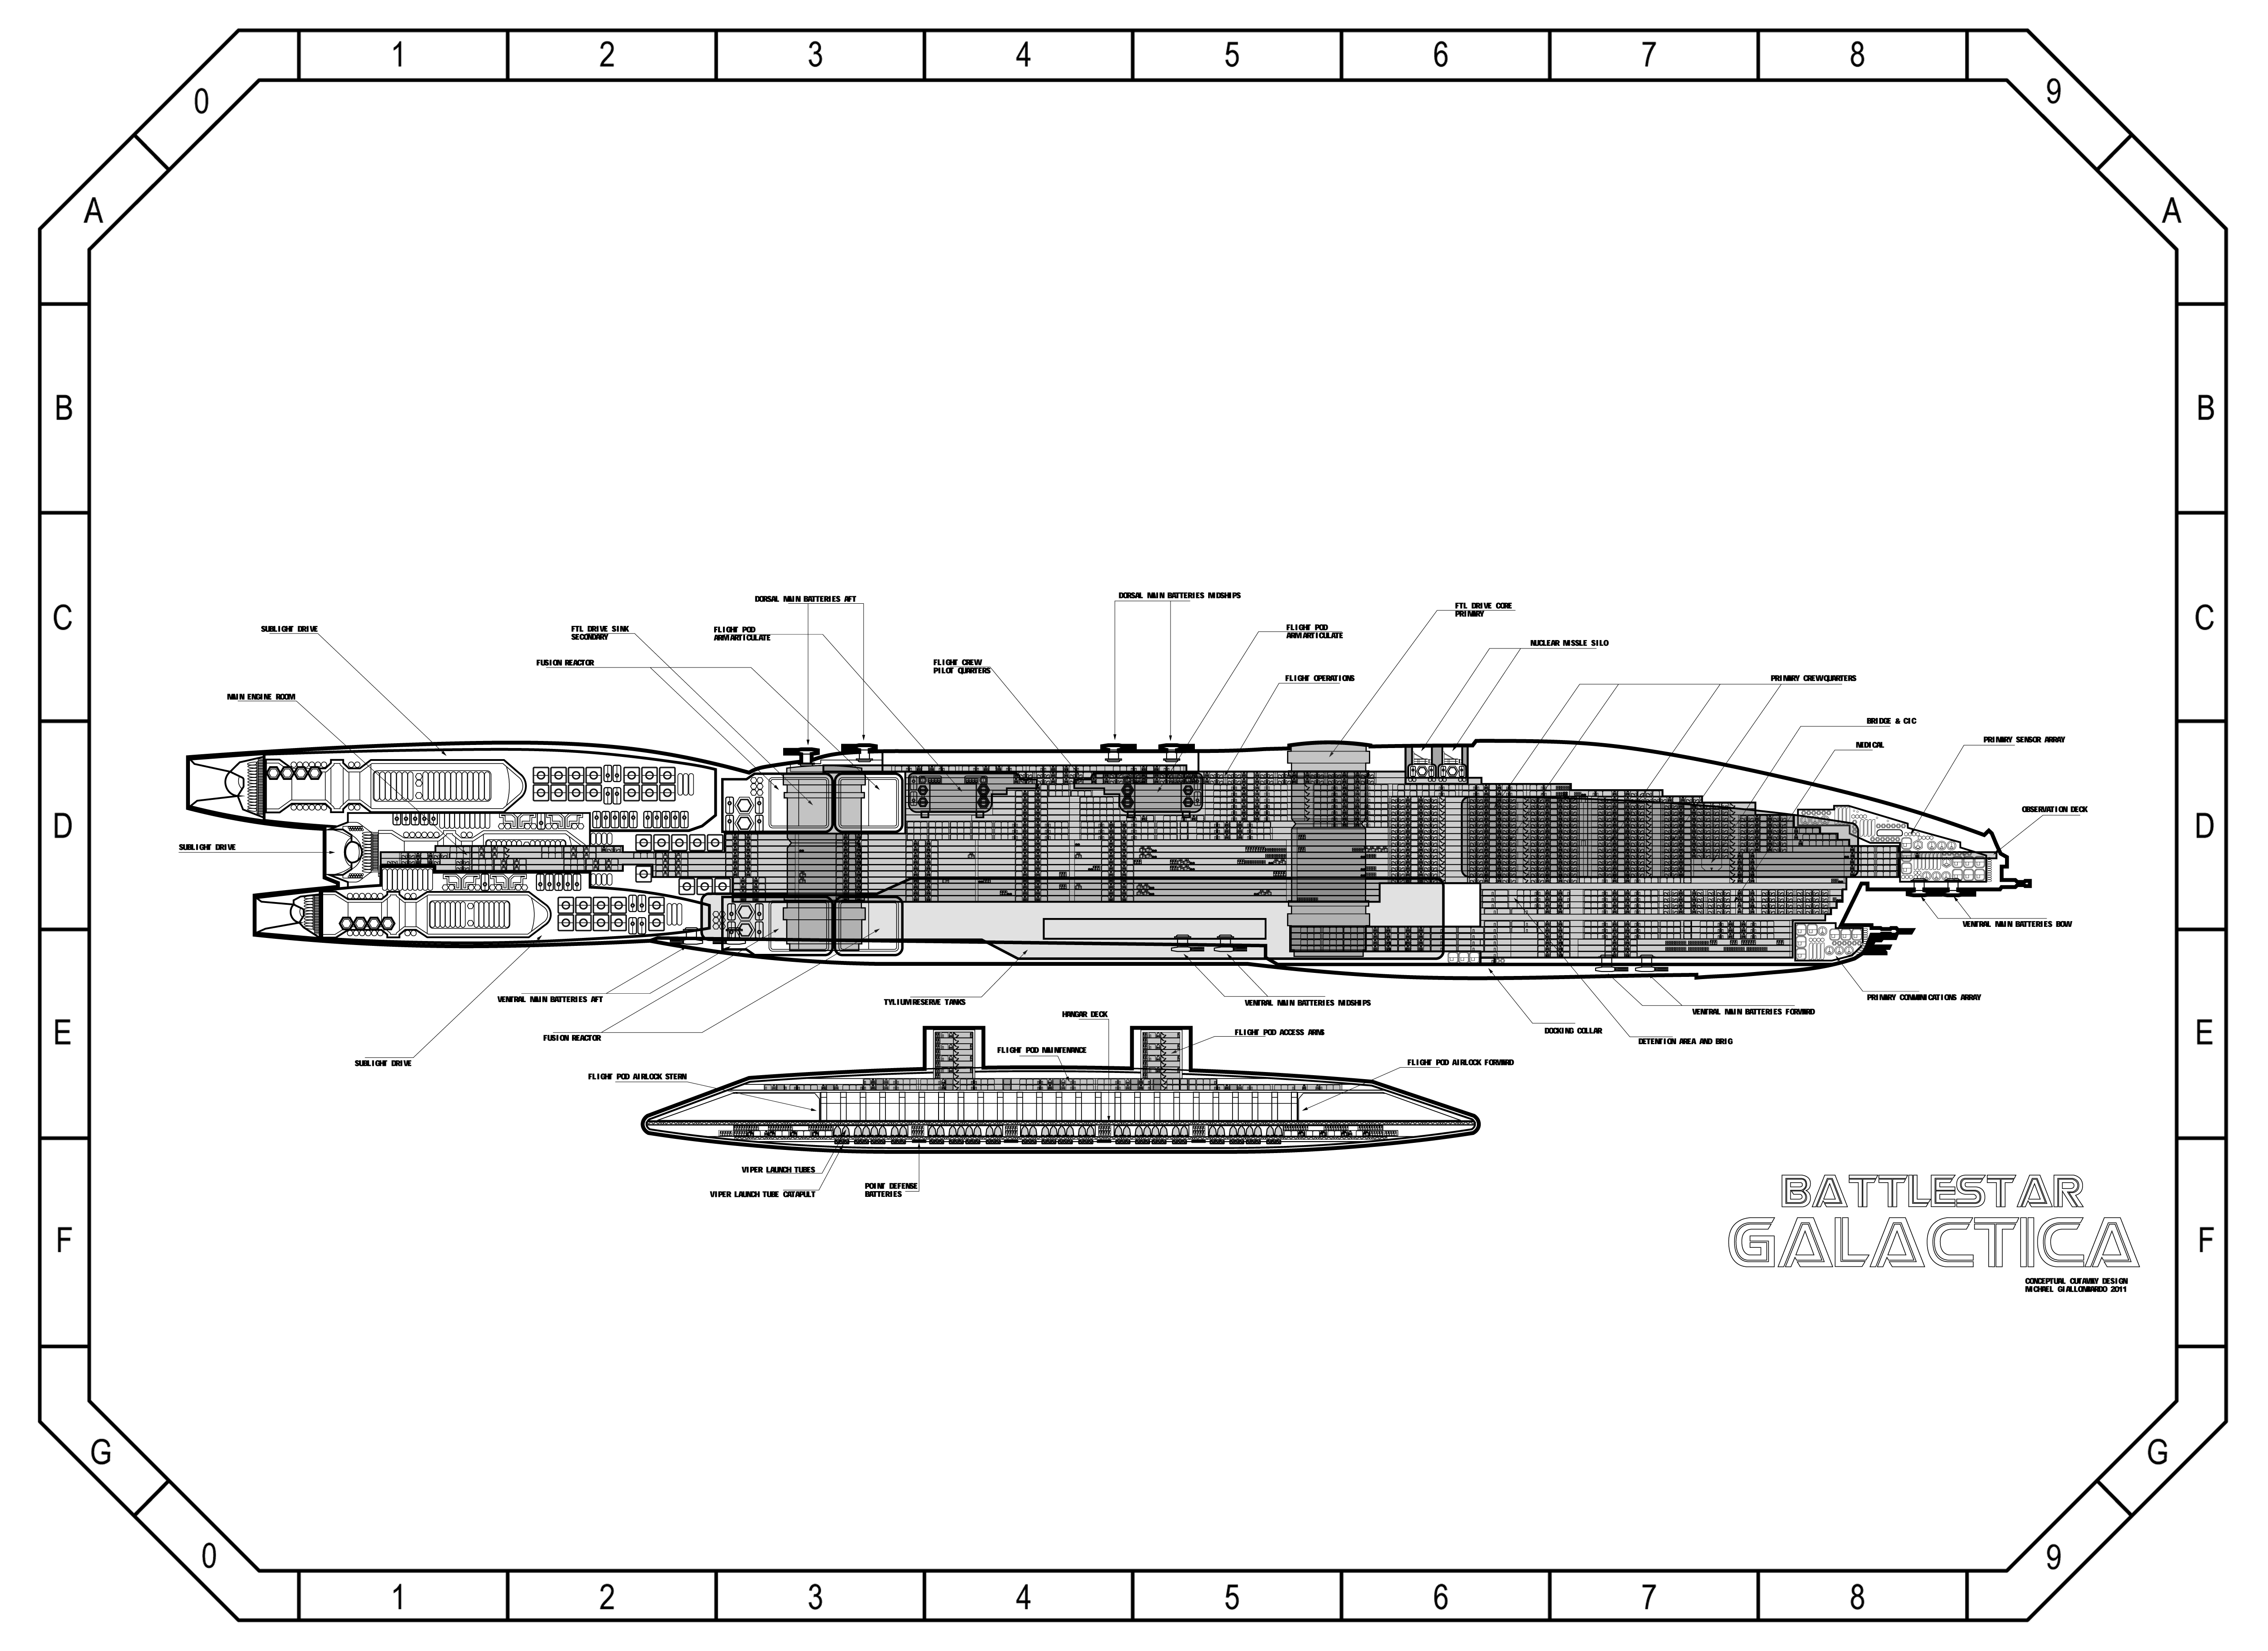 1 2 3 4 5 6 7 8
0 9
A A
B B
C C
DORSAL MAIN BATTERIES AFT
DORSAL MAIN BATTERIES MIDSHIPS
FTL DRIVE CORE
PRIMARY
SUBLIGHT DRIVE
FTL DRIVE SINK
SECONDARY
FLIGHT POD
ARM ARTICULATE
FLIGHT POD
ARM ARTICULATE
NUCLEAR MISSLE SILO
FUSION REACTOR
FLIGHT CREW
PILOT QUARTERS
FLIGHT OPERATIONS
PRIMARY CREW QUARTERS
MAIN ENGINE ROOM
BRIDGE & CIC
MEDICAL
PRIMARY SENSOR ARRAY
OBSERVATION DECK
D D
SUBLIGHT DRIVE
VENTRAL MAIN BATTERIES BOW
VENTRAL MAIN BATTERIES AFT
TYLIUM RESERVE TANKS
VENTRAL MAIN BATTERIES MIDSHIPS
PRIMARY COMMUNICATIONS ARRAY
VENTRAL MAIN BATTERIES FORWARD
HANGAR DECK
E E
FUSION REACTOR
FLIGHT POD ACCESS ARMS
DOCKING COLLAR
DETENTION AREA AND BRIG
FLIGHT POD MAINTENANCE
SUBLIGHT DRIVE
FLIGHT POD AIRLOCK STERN
FLIGHT POD AIRLOCK FORWARD
VIPER LAUNCH TUBES
VIPER LAUNCH TUBE CATAPULT
POINT DEFENSE
BATTERIES
BATTLESTAR
GALACTICA
F F
CONCEPTUAL CUTAWAY DESIGN
MICHAEL GIALLOMBARDO 2011
G G
0 9
1 2 3 4 5 6 7 8